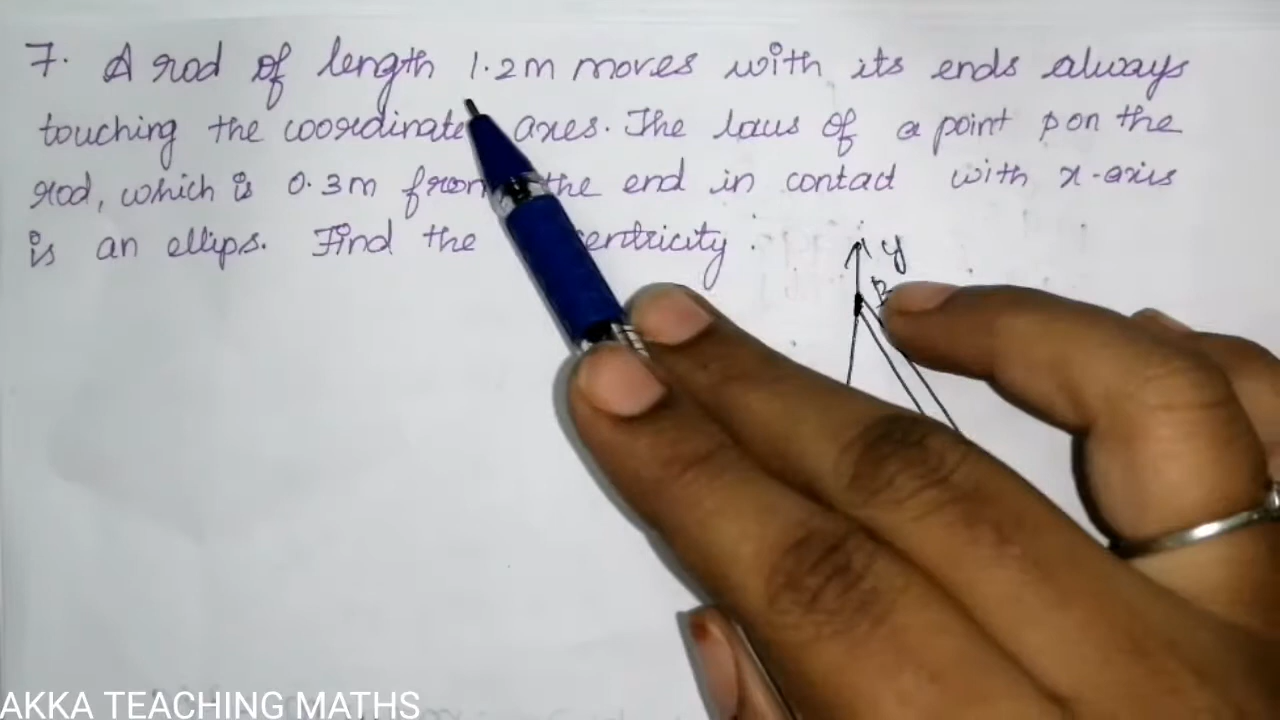 7. A rod of length 1.2m moves with its ends always
touching the coordinate axes. The locus of a point P on the
rod, which is 0.3m from the end in contact with x-axis
is an ellips. Find the centricity.
y
B
AKKA TEACHING MATHS